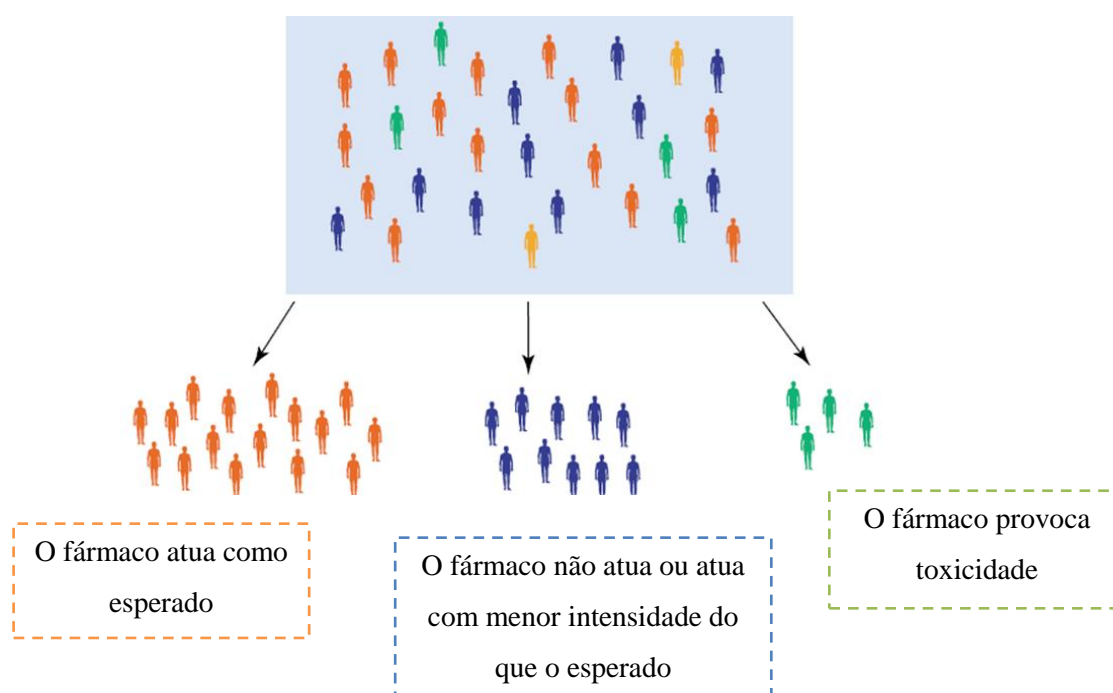 O fármaco atua como
esperado
O fármaco não atua ou atua
com menor intensidade do
que o esperado
O fármaco provoca
toxicidade